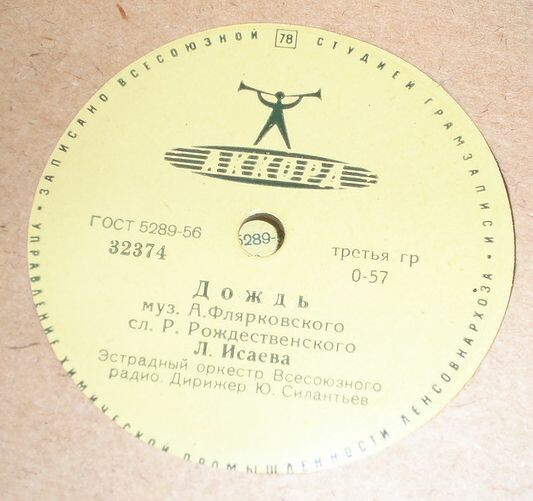 • ЗАПИСАНО ВСЕСОЮЗНОЙ 78 СТУДИЕЙ ГРАМЗАПИСИ •
АККОРД
ГОСТ 5289-56
32374
5289-
третья гр
0-57
Дождь
муз. А.Флярковского
сл. Р. Рождественского
Л. Исаева
Эстрадный оркестр Всесоюзного
радио. Дирижер Ю. Силантьев
УПРАВЛЕНИЕ ХИМИЧЕСКОЙ ПРОМЫШЛЕННОСТИ ЛЕНСОВНАРХОЗА